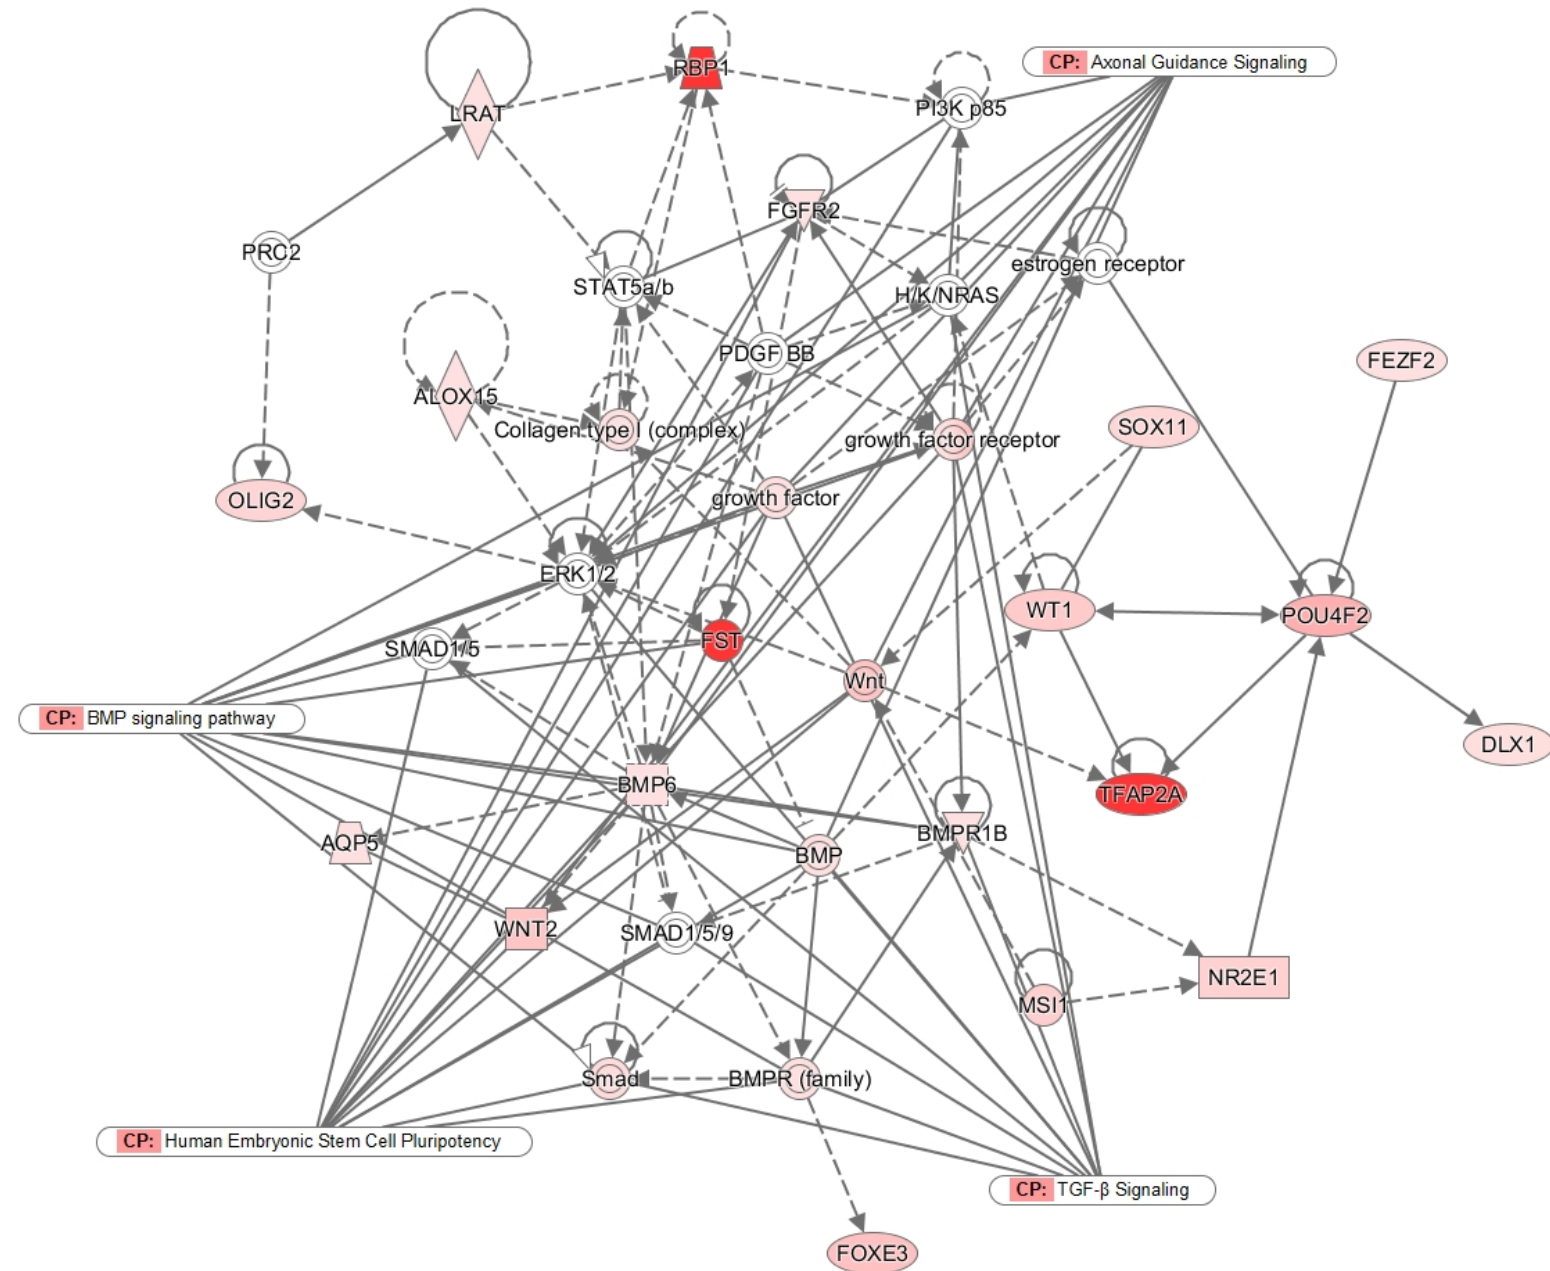 RBP1
CP: Axonal Guidance Signaling
LRAT
PI3K p85
FGFR2
PRC2
estrogen receptor
STAT5a/b
H/K/NRAS
PDGF BB
FEZF2
ALOX15
Collagen type I (complex)
SOX11
growth factor receptor
OLIG2
growth factor
ERK1/2
WT1
POU4F2
SMAD1/5
FST
Wnt
CP: BMP signaling pathway
DLX1
BMP6
TFAP2A
AQP5
BMPR1B
BMP
WNT2
SMAD1/5/9
NR2E1
MSI1
Smad
BMPR (family)
CP: Human Embryonic Stem Cell Pluripotency
CP: TGF-β Signaling
FOXE3